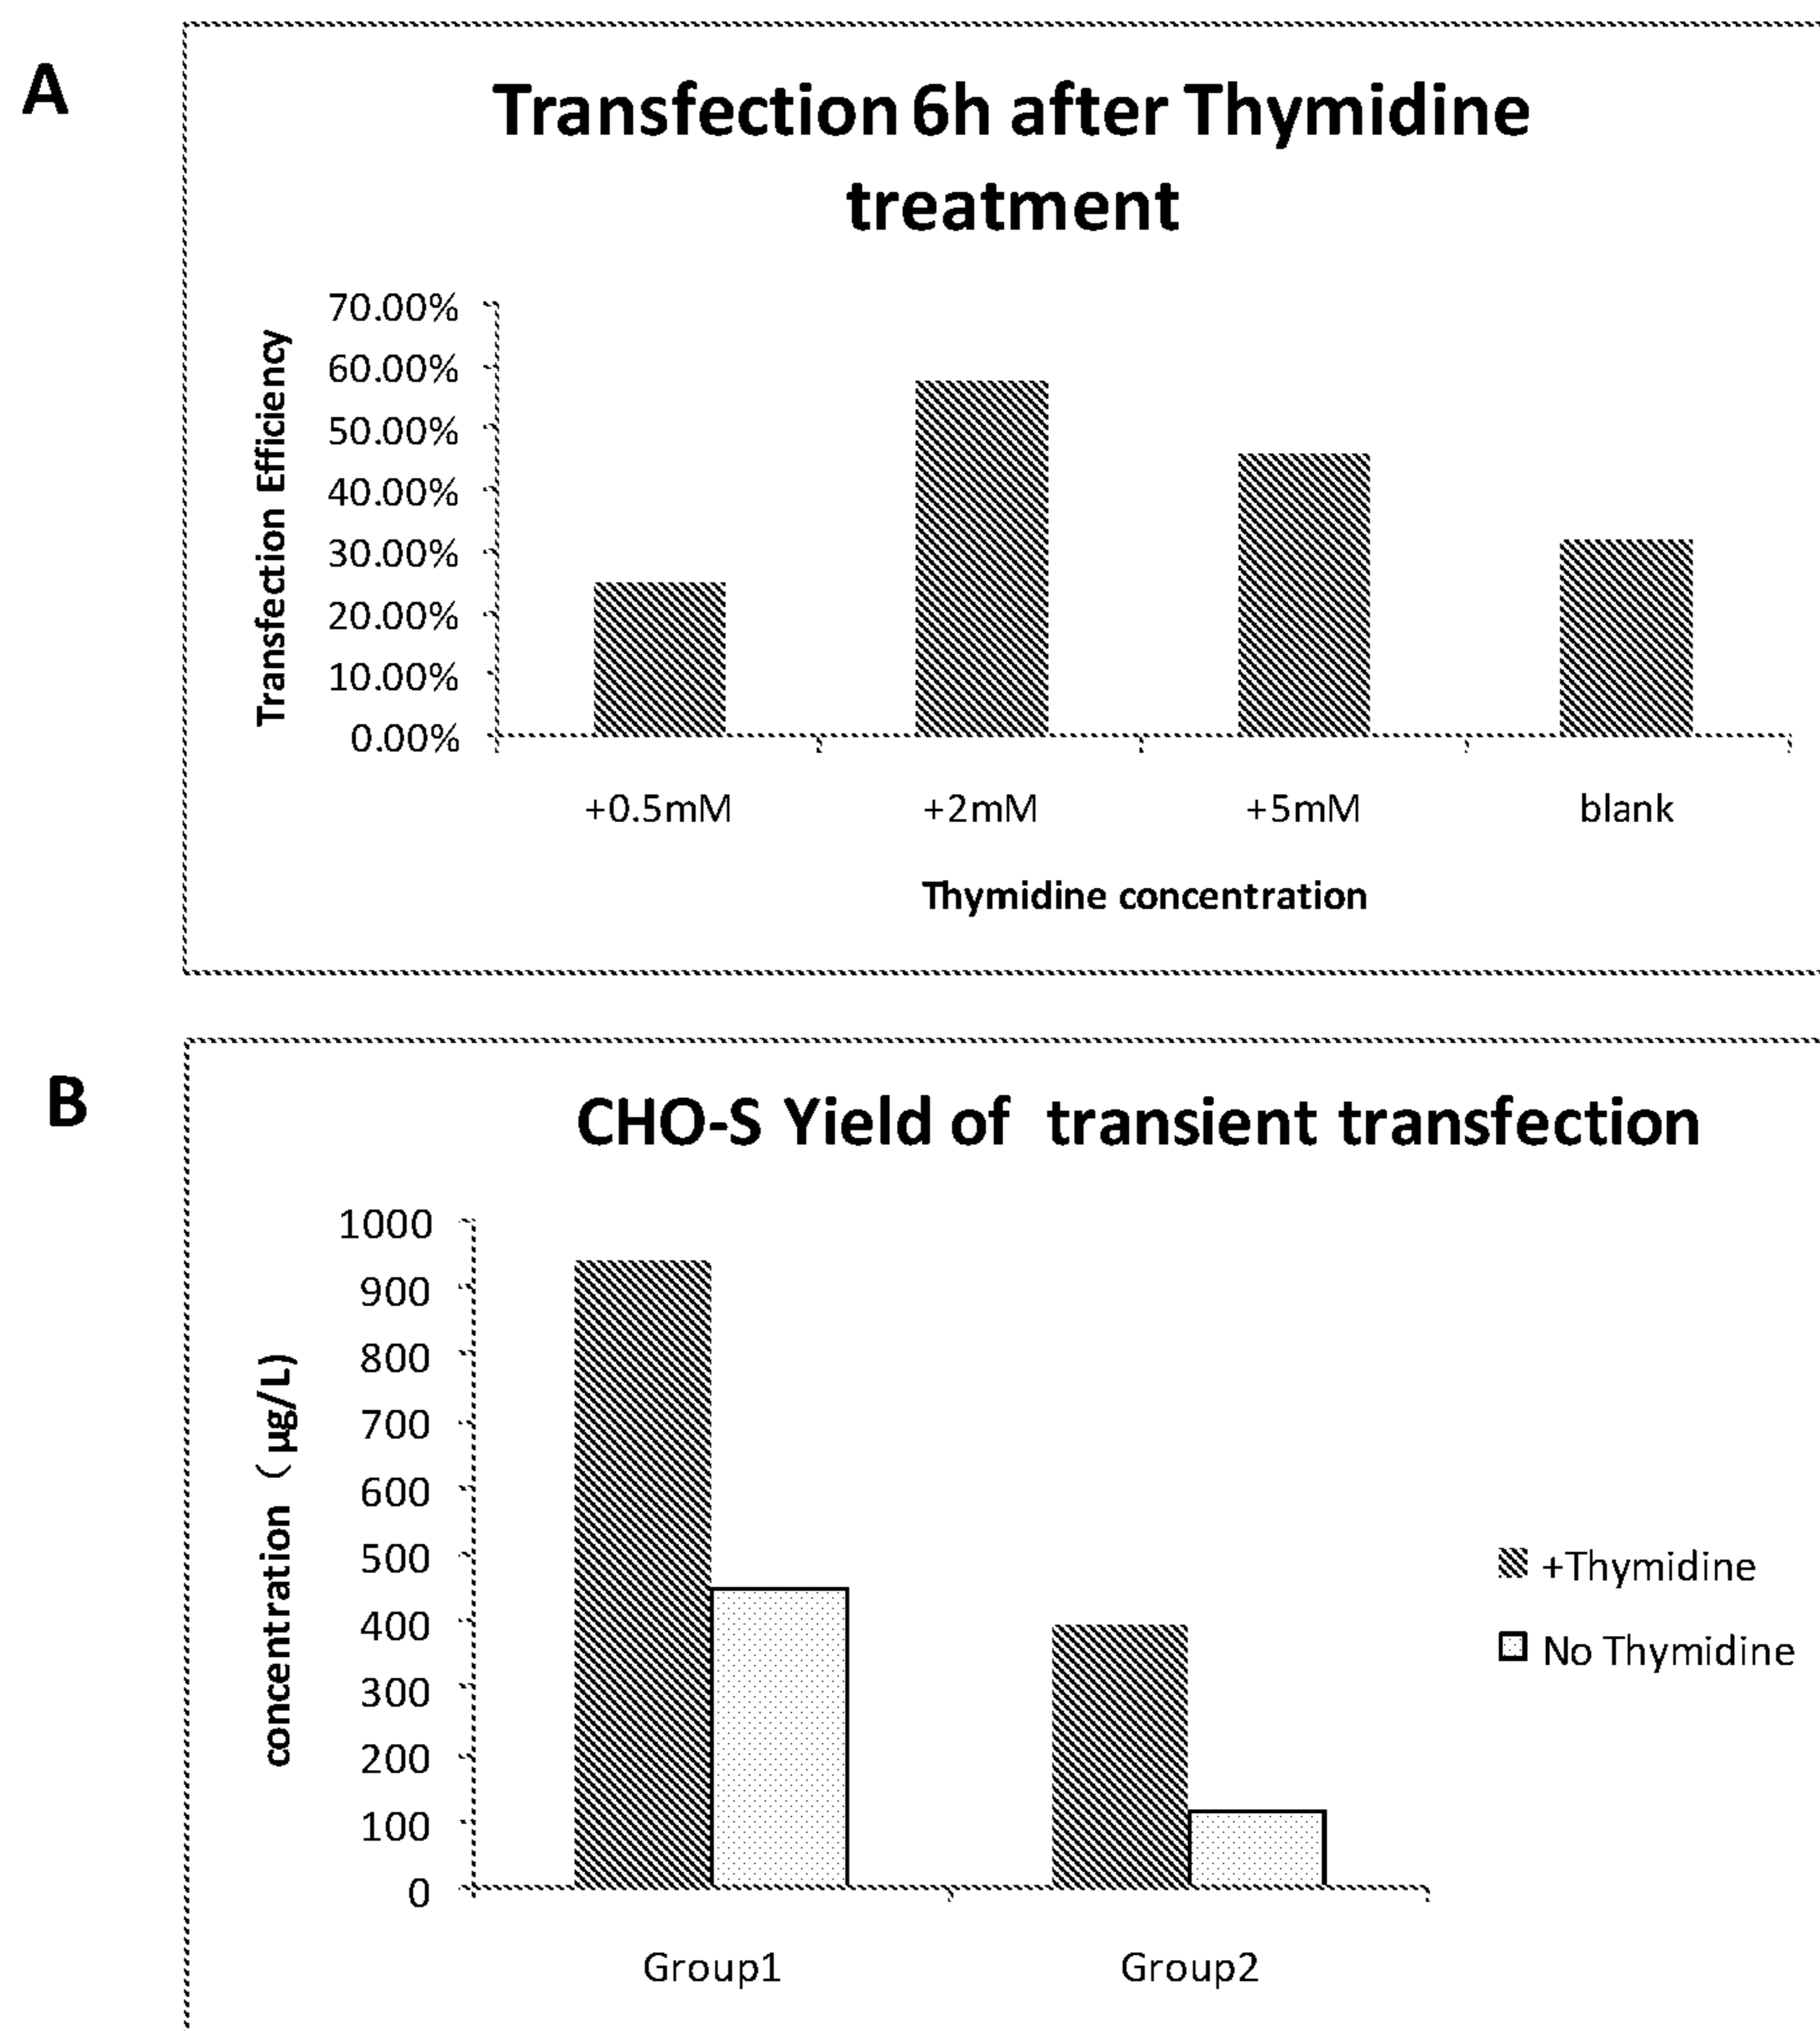 A
Transfection 6h after Thymidine
treatment
Transfection Efficiency
70.00%
60.00%
50.00%
40.00%
30.00%
20.00%
10.00%
0.00%
+0.5mM +2mM +5mM blank
Thymidine concentration
B
CHO-S Yield of transient transfection
concentration（μg/L)
1000
900
800
700
600
500
400
300
200
100
0
+Thymidine
No Thymidine
Group1 Group2